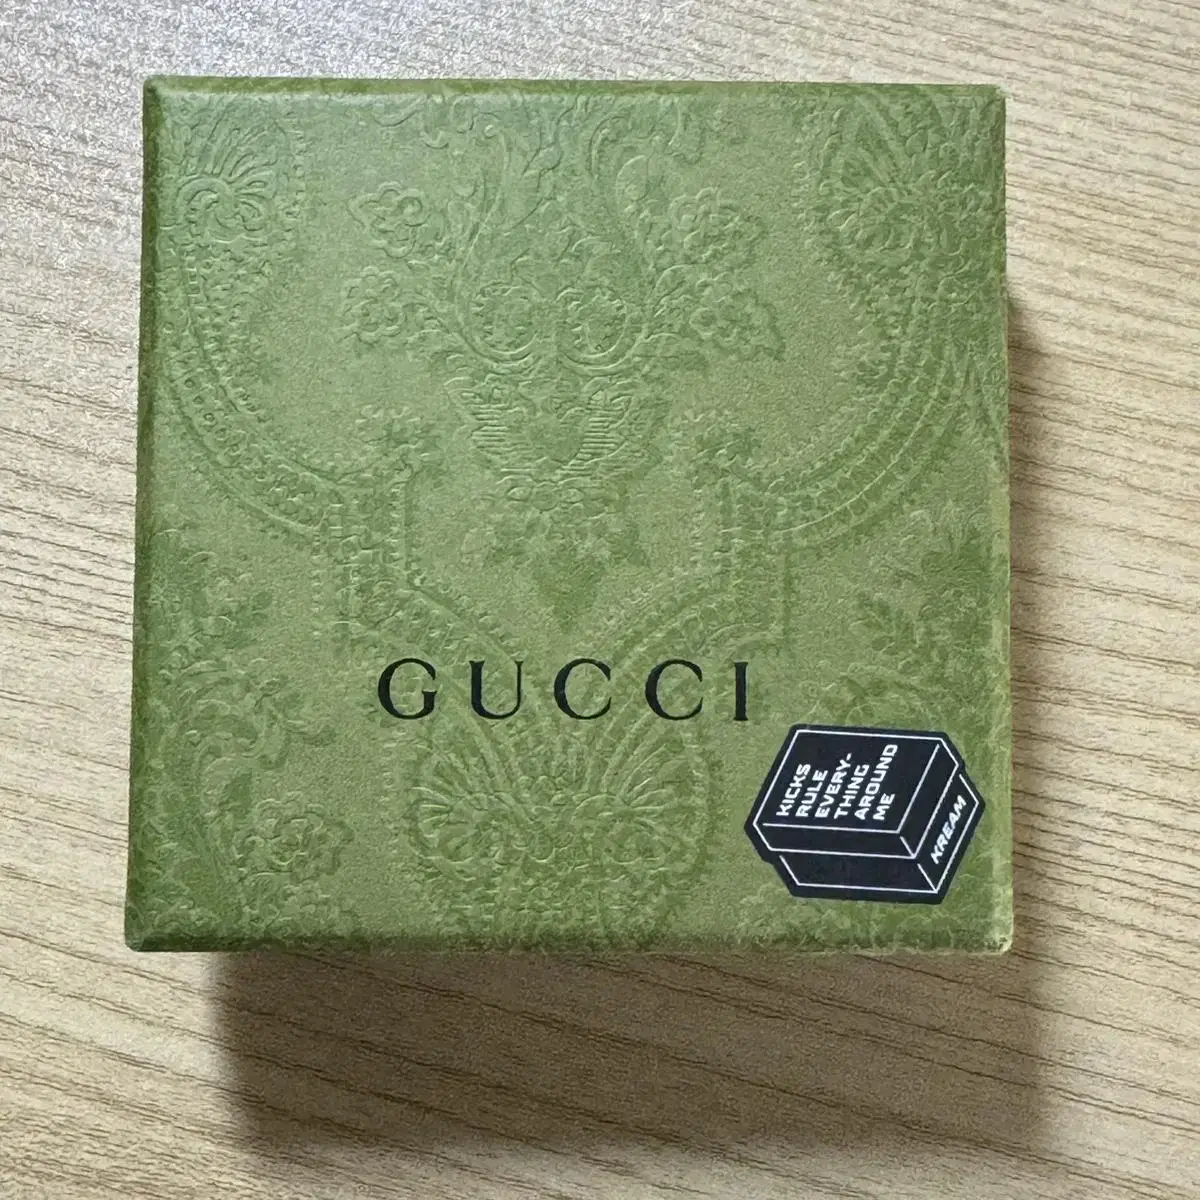 GUCCI
KICKS
RULE
EVERY-
THING
AROUND
ME
KREAM